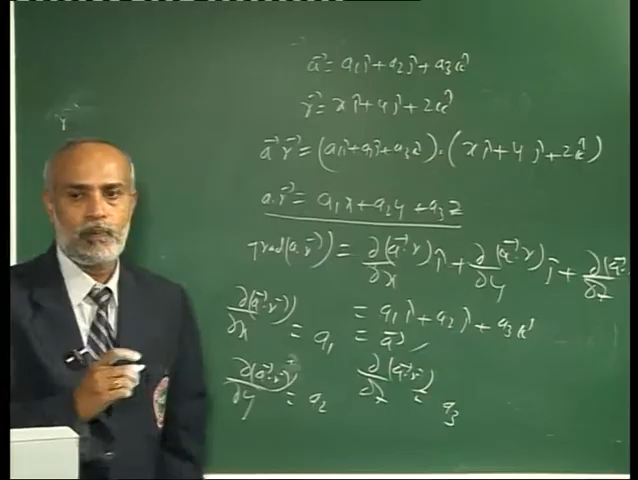 a⃗ = a₁î + a₂ĵ + a₃k̂
r⃗ = xî + yĵ + zk̂
a⃗.r⃗ = (a₁î + a₂ĵ + a₃k̂).(xî + yĵ + zk̂)
a.r⃗ = a₁x + a₂y + a₃z
grad(a.r⃗) = ∂(a⃗.r)/∂x î + ∂(a⃗.r)/∂y ĵ + ∂(a⃗./∂z
= a₁î + a₂ĵ + a₃k̂
∂(a⃗.r⃗)/∂x = a₁ = a⃗
∂(a⃗.r⃗)/∂y = a₂ ∂(a⃗.r⃗)/∂z = a₃